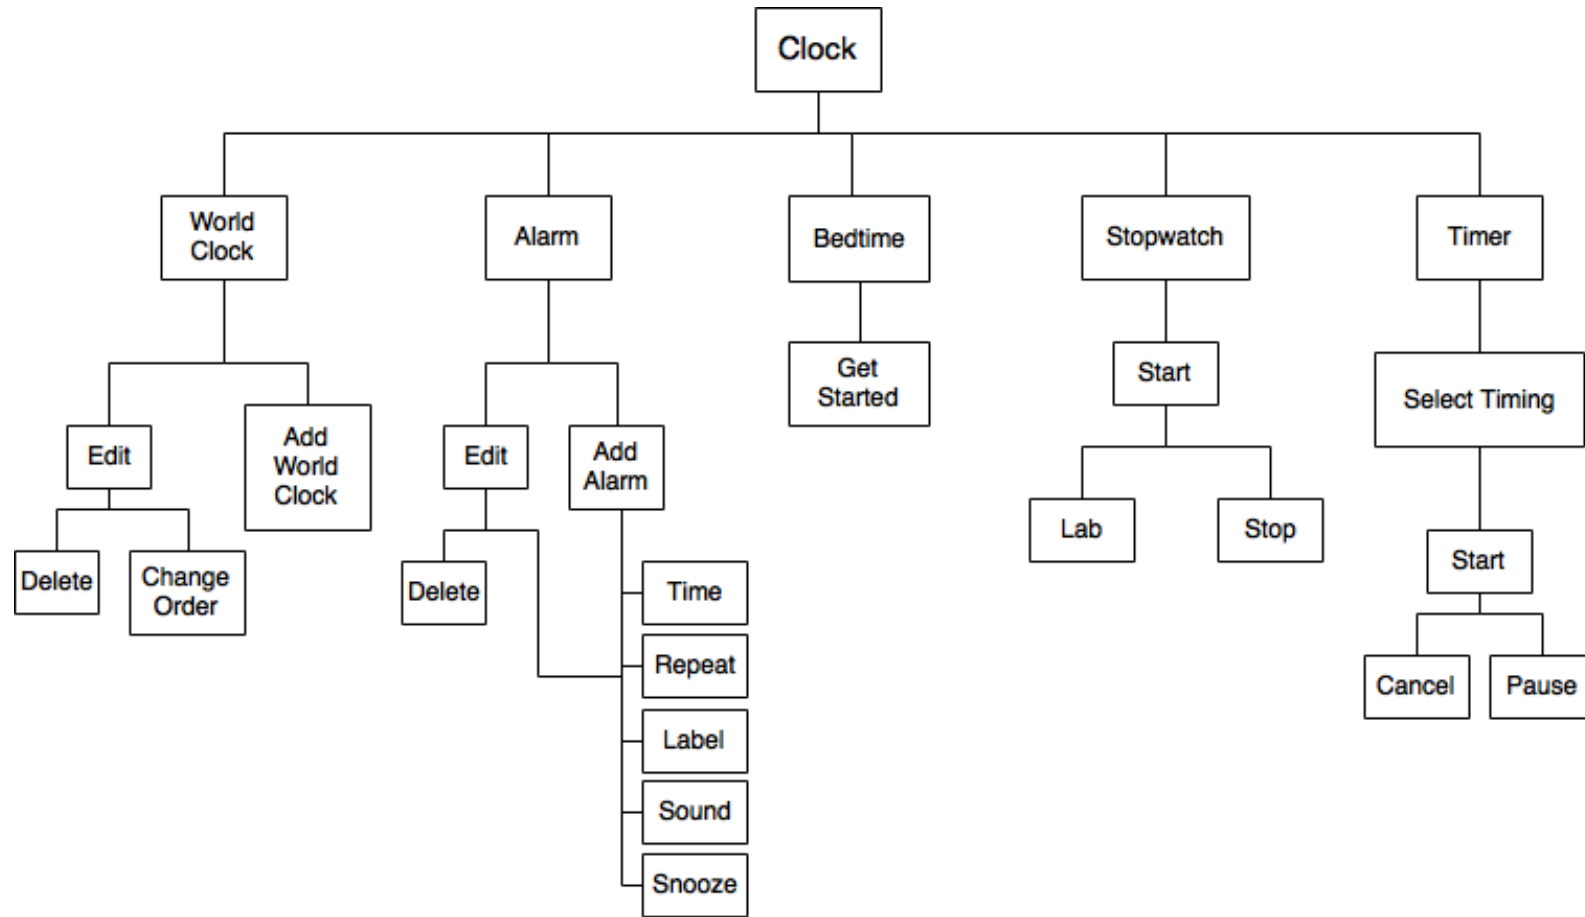 Clock
World
Clock
Alarm
Bedtime
Stopwatch
Timer
Get
Started
Start
Select Timing
Edit
Add
World
Clock
Edit
Add
Alarm
Lab
Stop
Delete
Change
Order
Delete
Time
Start
Repeat
Cancel
Pause
Label
Sound
Snooze